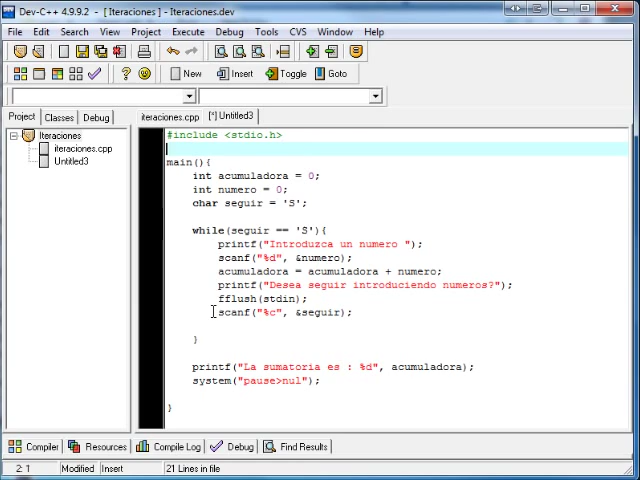 Dev-C++ 4.9.9.2 - [ Iteraciones ] - Iteraciones.dev
File Edit Search View Project Execute Debug Tools CVS Window Help
New Insert Toggle Goto
Project Classes Debug
iteraciones.cpp [*] Untitled3
Iteraciones
iteraciones.cpp
Untitled3
#include <stdio.h>
main(){
int acumuladora = 0;
int numero = 0;
char seguir = 'S';
while(seguir == 'S'){
printf("Introduzca un numero ");
scanf("%d", &numero);
acumuladora = acumuladora + numero;
printf("Desea seguir introduciendo numeros?");
fflush(stdin);
scanf("%c", &seguir);
}
printf("La sumatoria es : %d", acumuladora);
system("pause>nul");
}
Compiler Resources Compile Log Debug Find Results
2: 1 Modified Insert 21 Lines in file